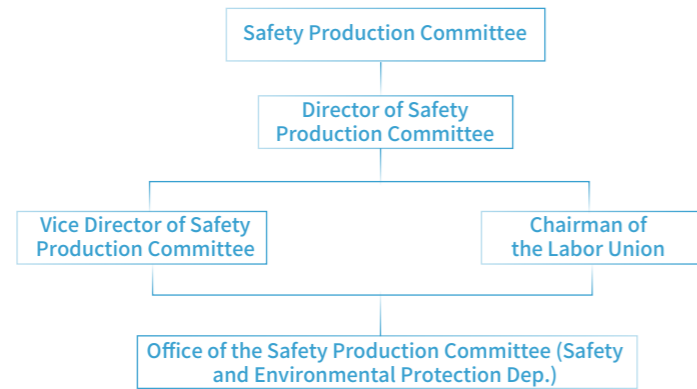 Safety Production Committee
Director of Safety
Production Committee
Vice Director of Safety
Production Committee
Chairman of
the Labor Union
Office of the Safety Production Committee (Safety
and Environmental Protection Dep.)